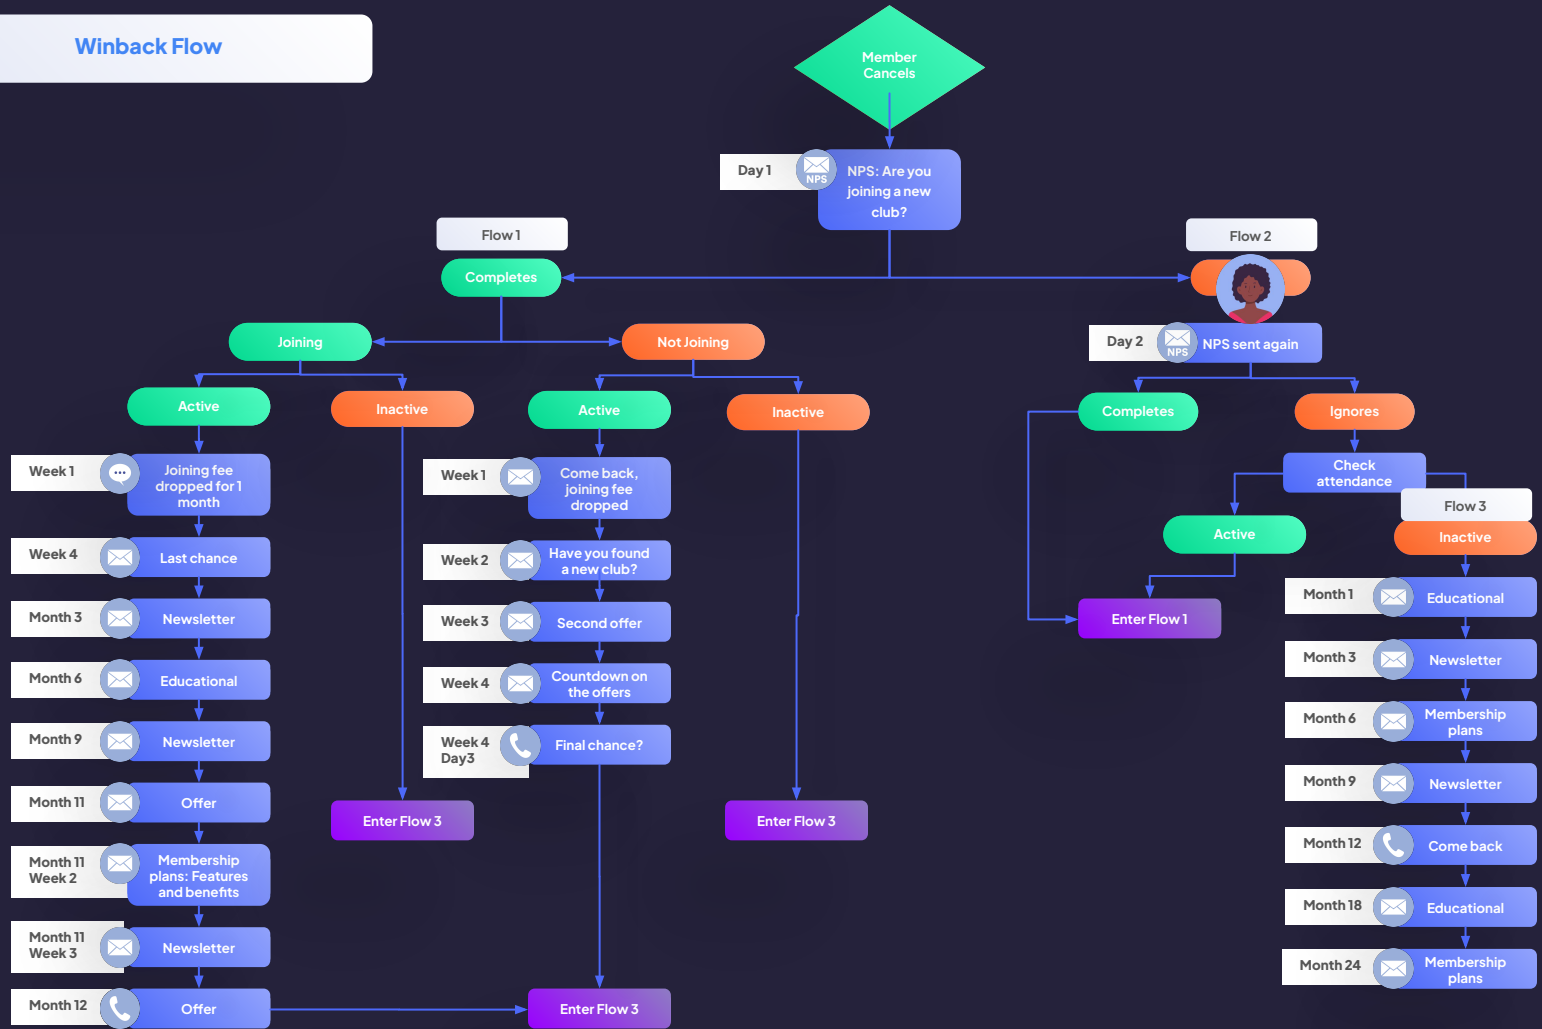 Winback Flow
Member
Cancels
Day 1
NPS
NPS: Are you
joining a new
club?
Flow 1
Flow 2
Completes
Joining
Not Joining
Day 2
NPS
NPS sent again
Active
Inactive
Active
Inactive
Completes
Ignores
Check
attendance
Week 1
Joining fee
dropped for 1
month
Week 4
Last chance
Month 3
Newsletter
Month 6
Educational
Month 9
Newsletter
Month 11
Offer
Month 11
Week 2
Membership
plans: Features
and benefits
Month 11
Week 3
Newsletter
Month 12
Offer
Enter Flow 3
Week 1
Come back,
joining fee
dropped
Week 2
Have you found
a new club?
Week 3
Second offer
Week 4
Countdown on
the offers
Week 4
Day3
Final chance?
Enter Flow 3
Enter Flow 3
Active
Flow 3
Inactive
Enter Flow 1
Month 1
Educational
Month 3
Newsletter
Month 6
Membership
plans
Month 9
Newsletter
Month 12
Come back
Month 18
Educational
Month 24
Membership
plans